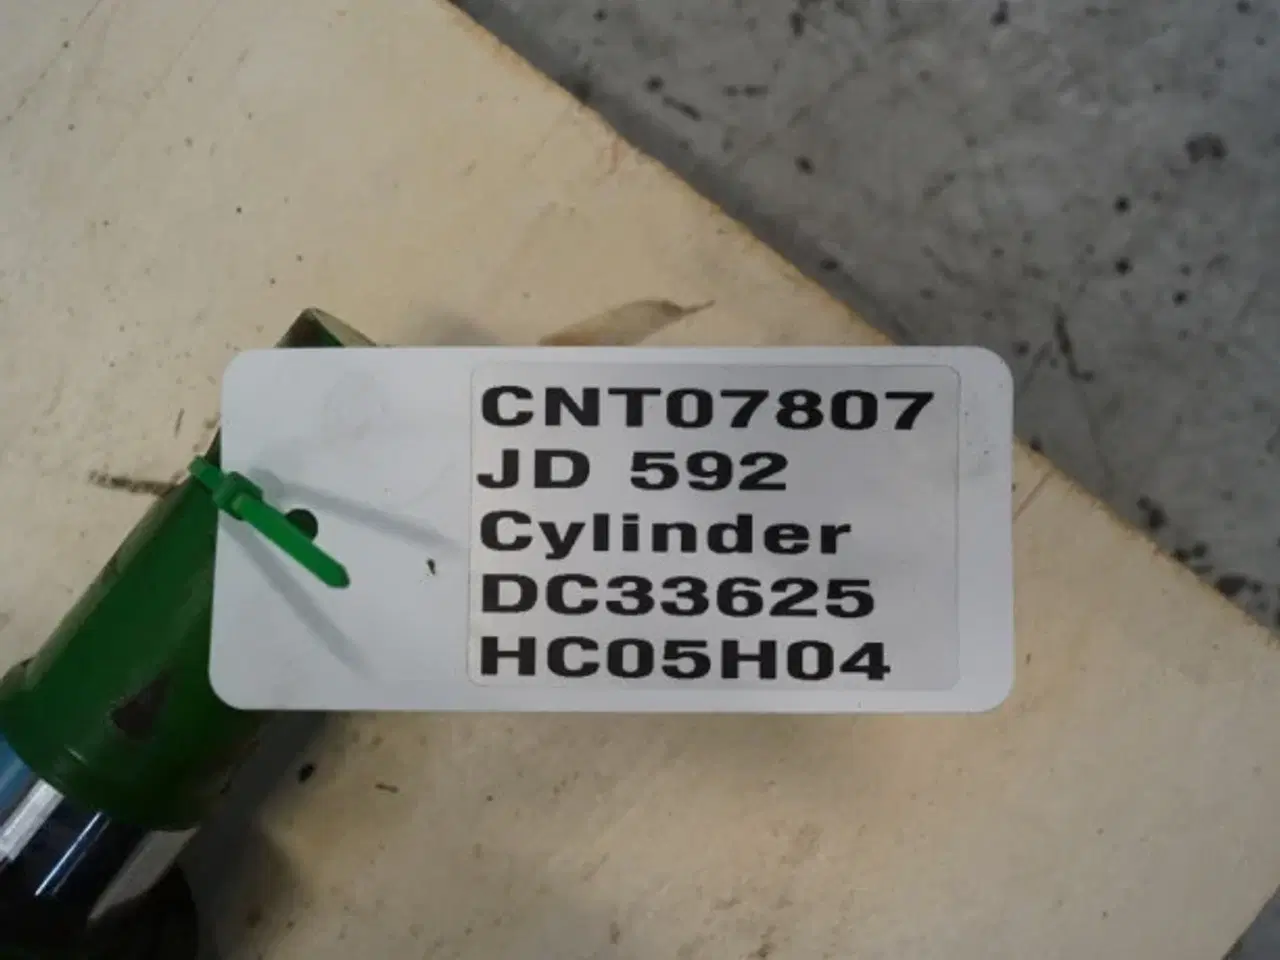 CNT07807
JD 592
Cylinder
DC33625
HC05H04